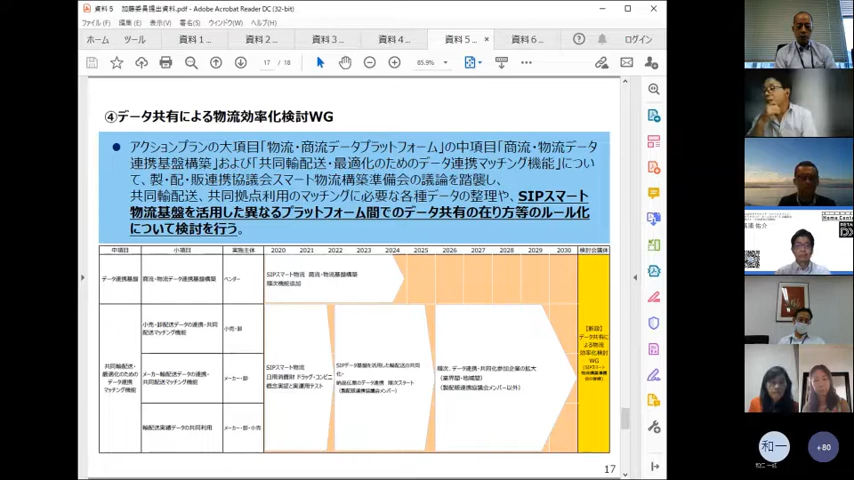 資料５ 加藤委員提出資料.pdf - Adobe Acrobat Reader DC (32-bit)
ファイル(F) 編集(E) 表示(V) 署名(S) ウィンドウ(W) ヘルプ(H)
ホーム ツール 資料１... 資料２... 資料３... 資料４... 資料５... × 資料６... ログイン
17 / 18 85.9%
④データ共有による物流効率化検討WG
● アクションプランの大項目「物流・商流データプラットフォーム」の中項目「商流・物流データ
連携基盤構築」および「共同輸配送・最適化のためのデータ連携マッチング機能」につい
て、製・配・販連携協議会スマート物流構築準備会の議論を踏襲し、
共同輸配送、共同拠点利用のマッチングに必要な各種データの整理や、SIPスマート
物流基盤を活用した異なるプラットフォーム間でのデータ共有の在り方等のルール化
について検討を行う。
中項目 小項目 実施主体 2020 2021 2022 2023 2024 2025 2026 2027 2028 2029 2030 検討会議体
データ連携基盤 商流・物流データ連携基盤構築 ベンダー
SIPスマート物流 商流・物流基盤構築
順次機能追加
共同輸配送・
最適化のための
データ連携
マッチング機能
小売・卸配送データの連携・共同
配送マッチング機能
小売・卸
メーカー輸配送データの連携・
共同配送マッチング機能
メーカー・卸
輸配送実績データの共同利用
メーカー・卸・小売
SIPスマート物流
日用消費財 ドラッグ・コンビニ
概念実証と実運用テスト
SIPデータ基盤を活用した輸配送の共同
化・
納品伝票のデータ連携 順次スタート
（製配販連携協議会メンバー）
順次、データ連携・共同化参加企業の拡大
（業界間・地域間）
（製配販連携協議会メンバー以外）
【新設】
データ共有に
よる物流
効率化検討
WG
17
和一
+80